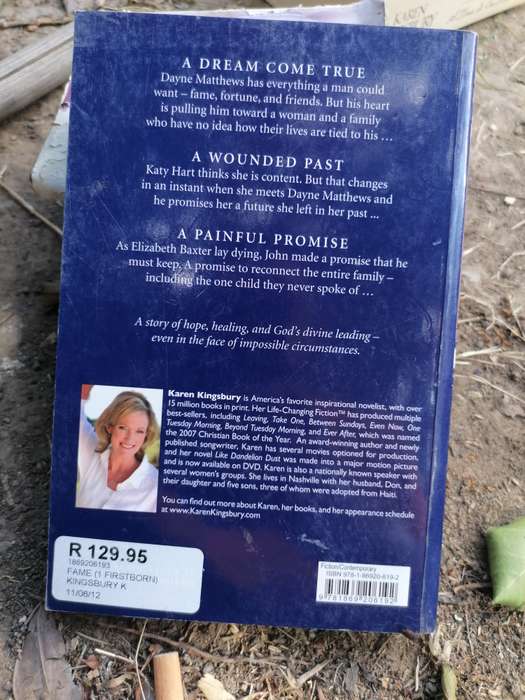 KAREN
A DREAM COME TRUE
Dayne Matthews has everything a man could
want – fame, fortune, and friends. But his heart
is pulling him toward a woman and a family
who have no idea how their lives are tied to his ...
A WOUNDED PAST
Katy Hart thinks she is content. But that changes
in an instant when she meets Dayne Matthews and
he promises her a future she left in her past ...
A PAINFUL PROMISE
As Elizabeth Baxter lay dying, John made a promise that he
must keep. A promise to reconnect the entire family –
including the one child they never spoke of ...
A story of hope, healing, and God's divine leading –
even in the face of impossible circumstances.
Karen Kingsbury is America's favorite inspirational novelist, with over
15 million books in print. Her Life-Changing Fiction™ has produced multiple
best-sellers, including Leaving, Take One, Between Sundays, Even Now, One
Tuesday Morning, Beyond Tuesday Morning, and Ever After, which was named
the 2007 Christian Book of the Year. An award-winning author and newly
published songwriter, Karen has several movies optioned for production,
and her novel Like Dandelion Dust was made into a major motion picture
and is now available on DVD. Karen is also a nationally known speaker with
several women's groups. She lives in Nashville with her husband, Don, and
their daughter and five sons, three of whom were adopted from Haiti.
You can find out more about Karen, her books, and her appearance schedule
at www.KarenKingsbury.com
R 129.95
1869206193
FAME (1 FIRSTBORN)
KINGSBURY K
11/06/12
Fiction/Contemporary
ISBN 978-1-86920-619-2
9 781869 206192